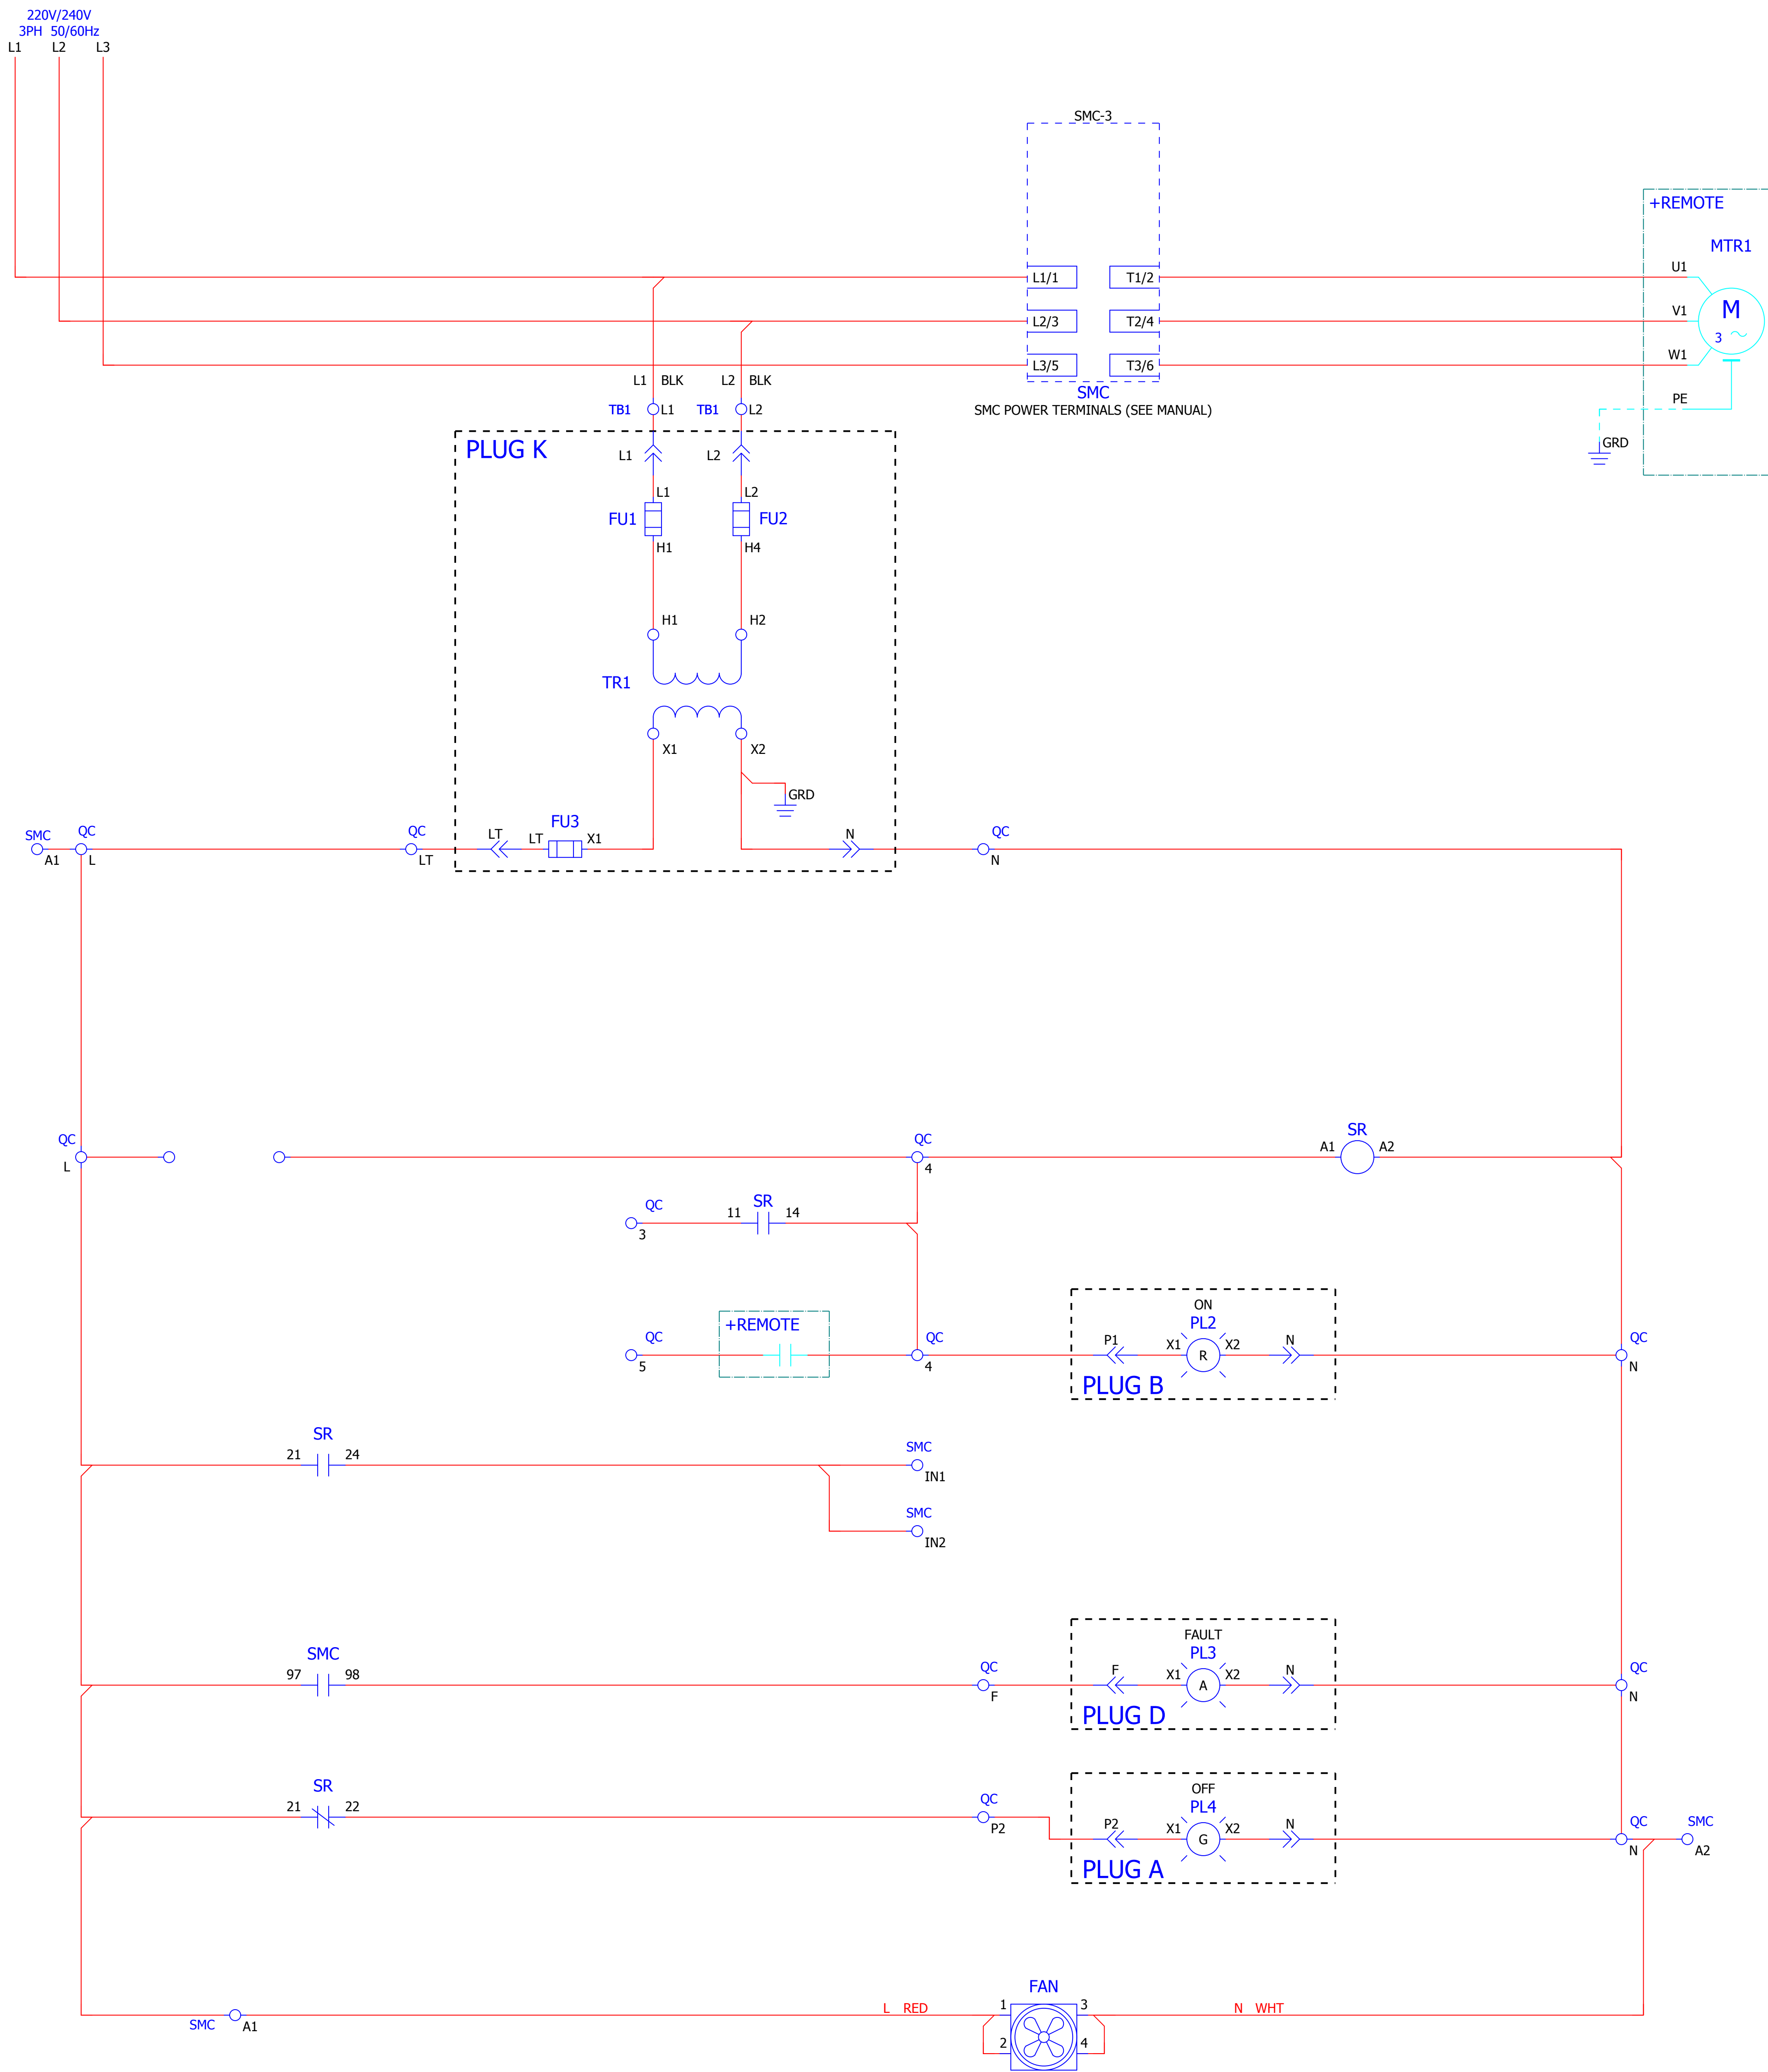 220V/240V
3PH 50/60Hz
L1 L2 L3
SMC-3
+REMOTE
MTR1
L1/1 T1/2 U1
L2/3 T2/4 V1
M
3
L3/5 T3/6 W1
L1 BLK L2 BLK
SMC
SMC POWER TERMINALS (SEE MANUAL)
PE
TB1 L1 TB1 L2
GRD
PLUG K
L1 L2
L1 L2
FU1 FU2
H1 H4
H1 H2
TR1
X1 X2
GRD
FU3
SMC QC QC LT LT X1 N QC
A1 L LT N
SR
QC QC A1 A2
L 4
QC SR
3 11 14
ON
+REMOTE PL2
QC QC P1 X1 X2 N QC
R
5 4 N
PLUG B
SR SMC
21 24
IN1
SMC
IN2
FAULT
SMC PL3
97 98 QC F X1 X2 N QC
A
F N
PLUG D
SR OFF
21 22 QC PL4
P2 P2 X1 X2 N QC SMC
G
N A2
PLUG A
FAN
L RED 1 3 N WHT
SMC A1
2 4